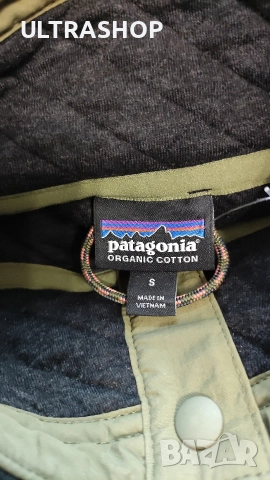 ULTRASHOP
patagonia®
ORGANIC COTTON
S
MADE IN
VIETNAM
BAZAR